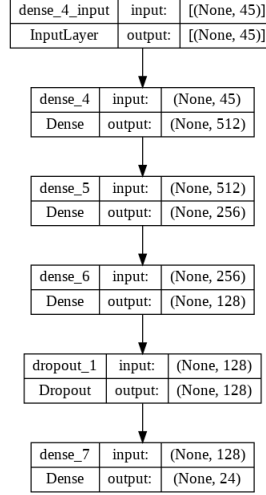 dense_4_input input: [(None, 45)]
InputLayer output: [(None, 45)]
dense_4 input: (None, 45)
Dense output: (None, 512)
dense_5 input: (None, 512)
Dense output: (None, 256)
dense_6 input: (None, 256)
Dense output: (None, 128)
dropout_1 input: (None, 128)
Dropout output: (None, 128)
dense_7 input: (None, 128)
Dense output: (None, 24)